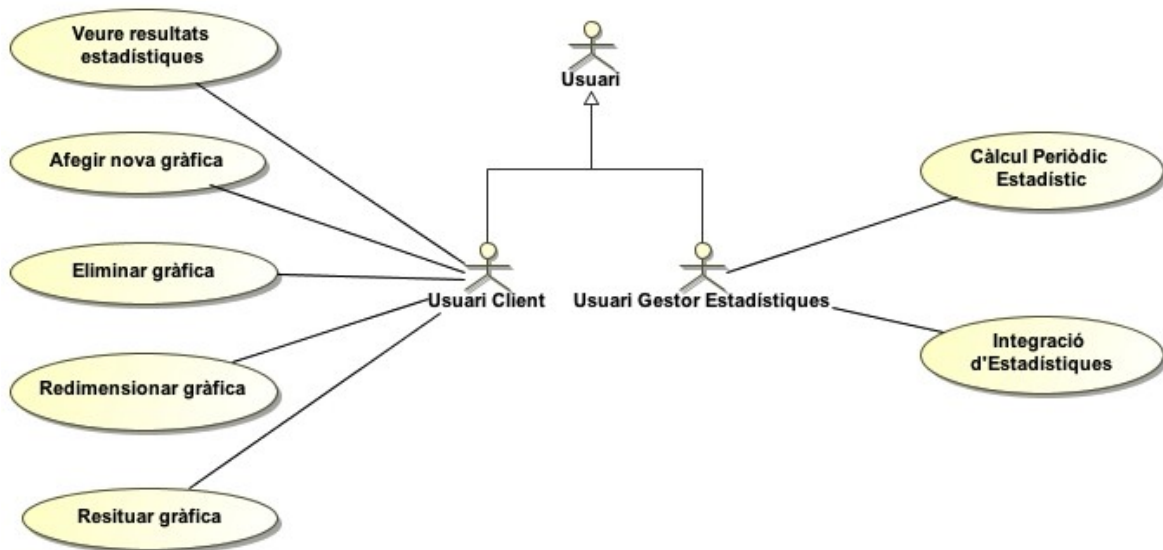 Veure resultats
estadístiques
Usuari
Afegir nova gràfica
Càlcul Periòdic
Estadístic
Eliminar gràfica
Usuari Client
Usuari Gestor Estadístiques
Integració
d'Estadístiques
Redimensionar gràfica
Resituar gràfica